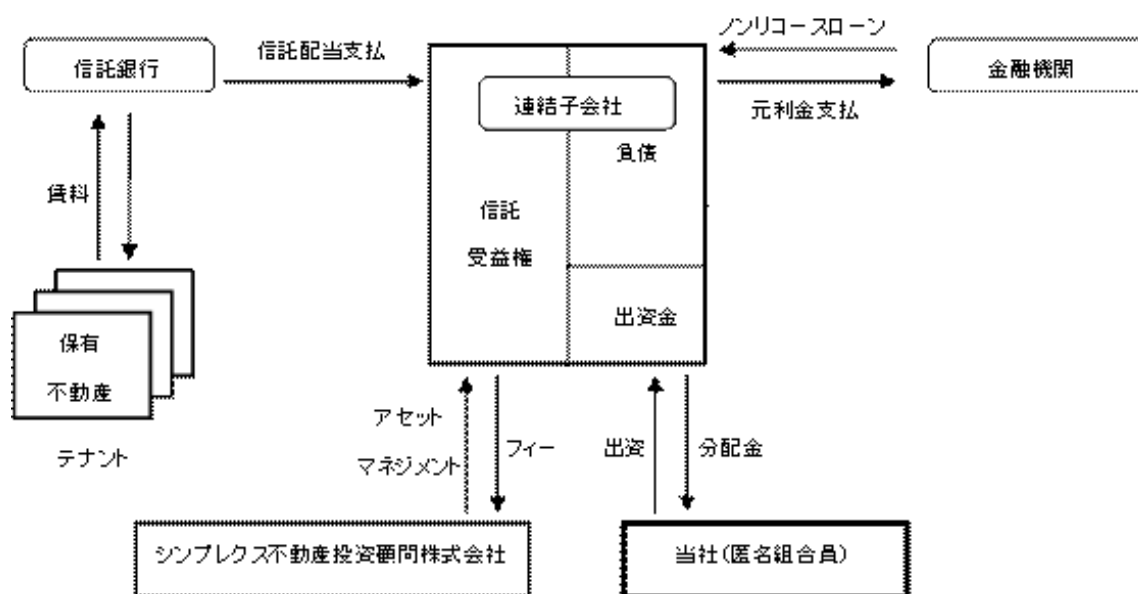 ノンリコースローン
信託配当支払
信託銀行
金融機関
連結子会社
元利金支払
負債
賃料
信託
受益権
出資金
保有
不動産
アセット
マネジメント
フィー
出資
分配金
テナント
シンプレクス不動産投資顧問株式会社
当社(匿名組合員)